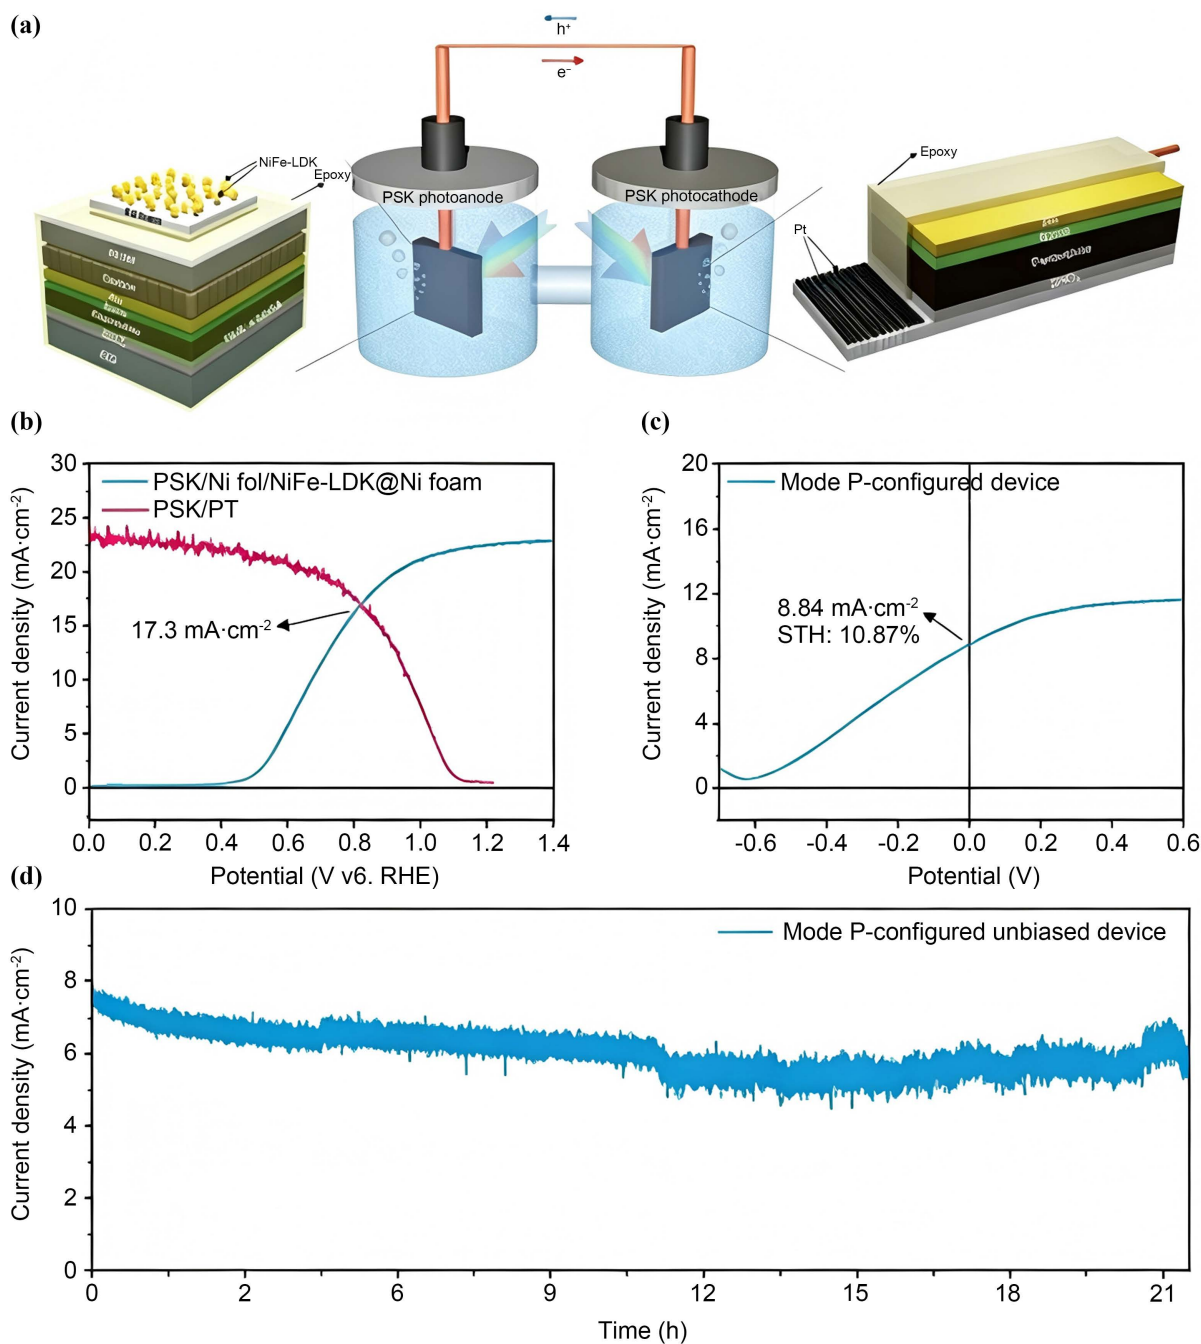 (a)
h⁺
e⁻
NiFe-LDK
Epoxy
PSK photoanode
PSK photocathode
Epoxy
Pt
(b)
30
25
20
15
10
5
0
Current density (mA·cm⁻²)
PSK/Ni fol/NiFe-LDK@Ni foam
PSK/PT
17.3 mA·cm⁻²
0.0 0.2 0.4 0.6 0.8 1.0 1.2 1.4
Potential (V v6. RHE)
(c)
20
16
12
8
4
0
Current density (mA·cm⁻²)
Mode P-configured device
8.84 mA·cm⁻²
STH: 10.87%
-0.6 -0.4 -0.2 0.0 0.2 0.4 0.6
Potential (V)
(d)
10
8
6
4
2
0
Current density (mA·cm⁻²)
Mode P-configured unbiased device
0 2 6 9 12 15 18 21
Time (h)